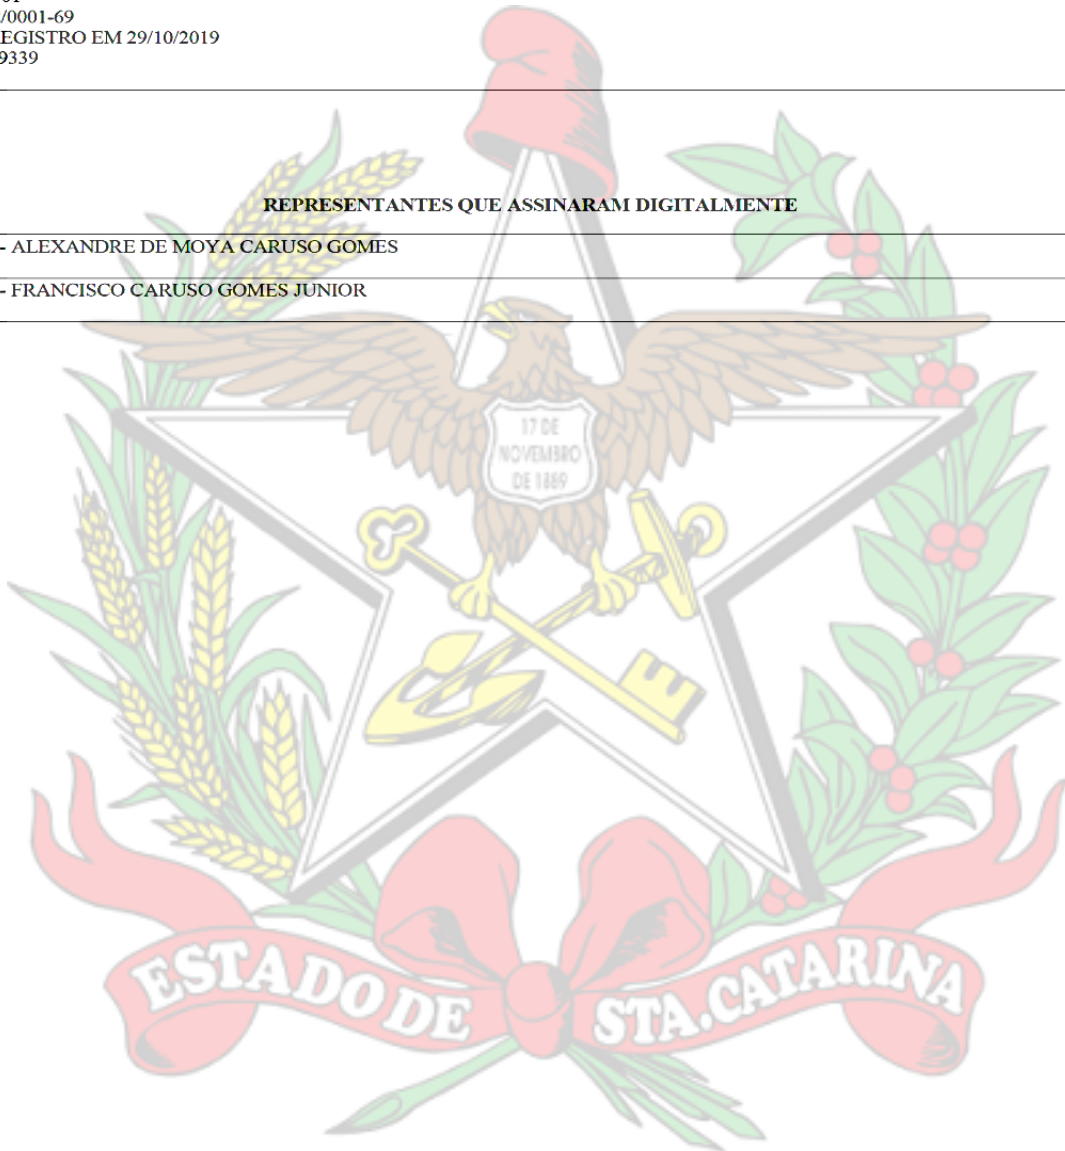 /0001-69
EGISTRO EM 29/10/2019
9339
REPRESENTANTES QUE ASSINARAM DIGITALMENTE
- ALEXANDRE DE MOYA CARUSO GOMES
- FRANCISCO CARUSO GOMES JUNIOR
17 DE
NOVEMBRO
DE 1889
ESTADO DE STA.CATARINA